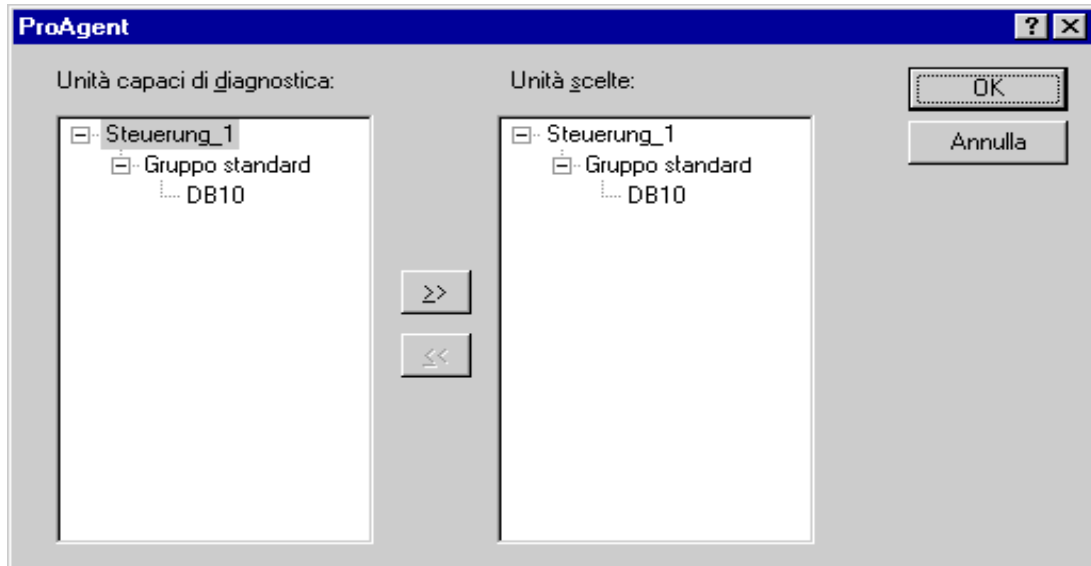 ProAgent
Unità capaci di diagnostica:
Unità scelte:
OK
Annulla
Steuerung_1
Gruppo standard
DB10
Steuerung_1
Gruppo standard
DB10
>>
<<